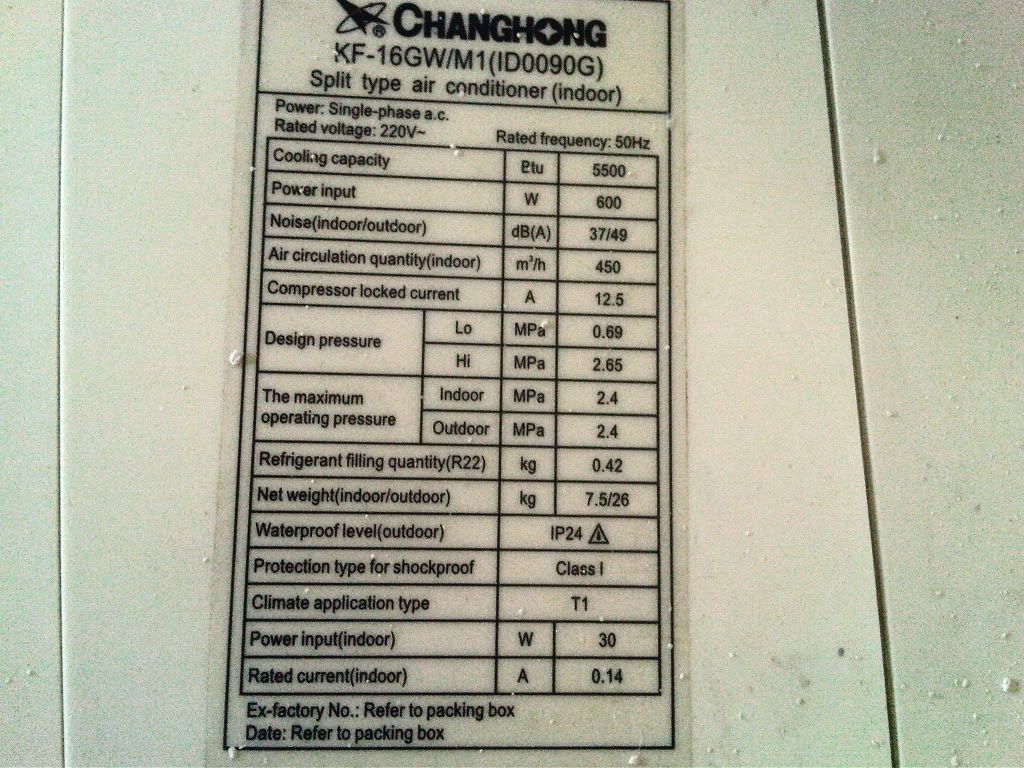 CHANGHONG
KF-16GW/M1(ID0090G)
Split type air conditioner (indoor)
Power: Single-phase a.c.
Rated voltage: 220V~ Rated frequency: 50Hz
Cooling capacity Btu 5500
Power input W 600
Noise(indoor/outdoor) dB(A) 37/49
Air circulation quantity(indoor) m³/h 450
Compressor locked current A 12.5
Design pressure Lo MPa 0.69
Hi MPa 2.65
The maximum operating pressure Indoor MPa 2.4
Outdoor MPa 2.4
Refrigerant filling quantity(R22) kg 0.42
Net weight(indoor/outdoor) kg 7.5/26
Waterproof level(outdoor) IP24
Protection type for shockproof Class I
Climate application type T1
Power input(indoor) W 30
Rated current(indoor) A 0.14
Ex-factory No.: Refer to packing box
Date: Refer to packing box